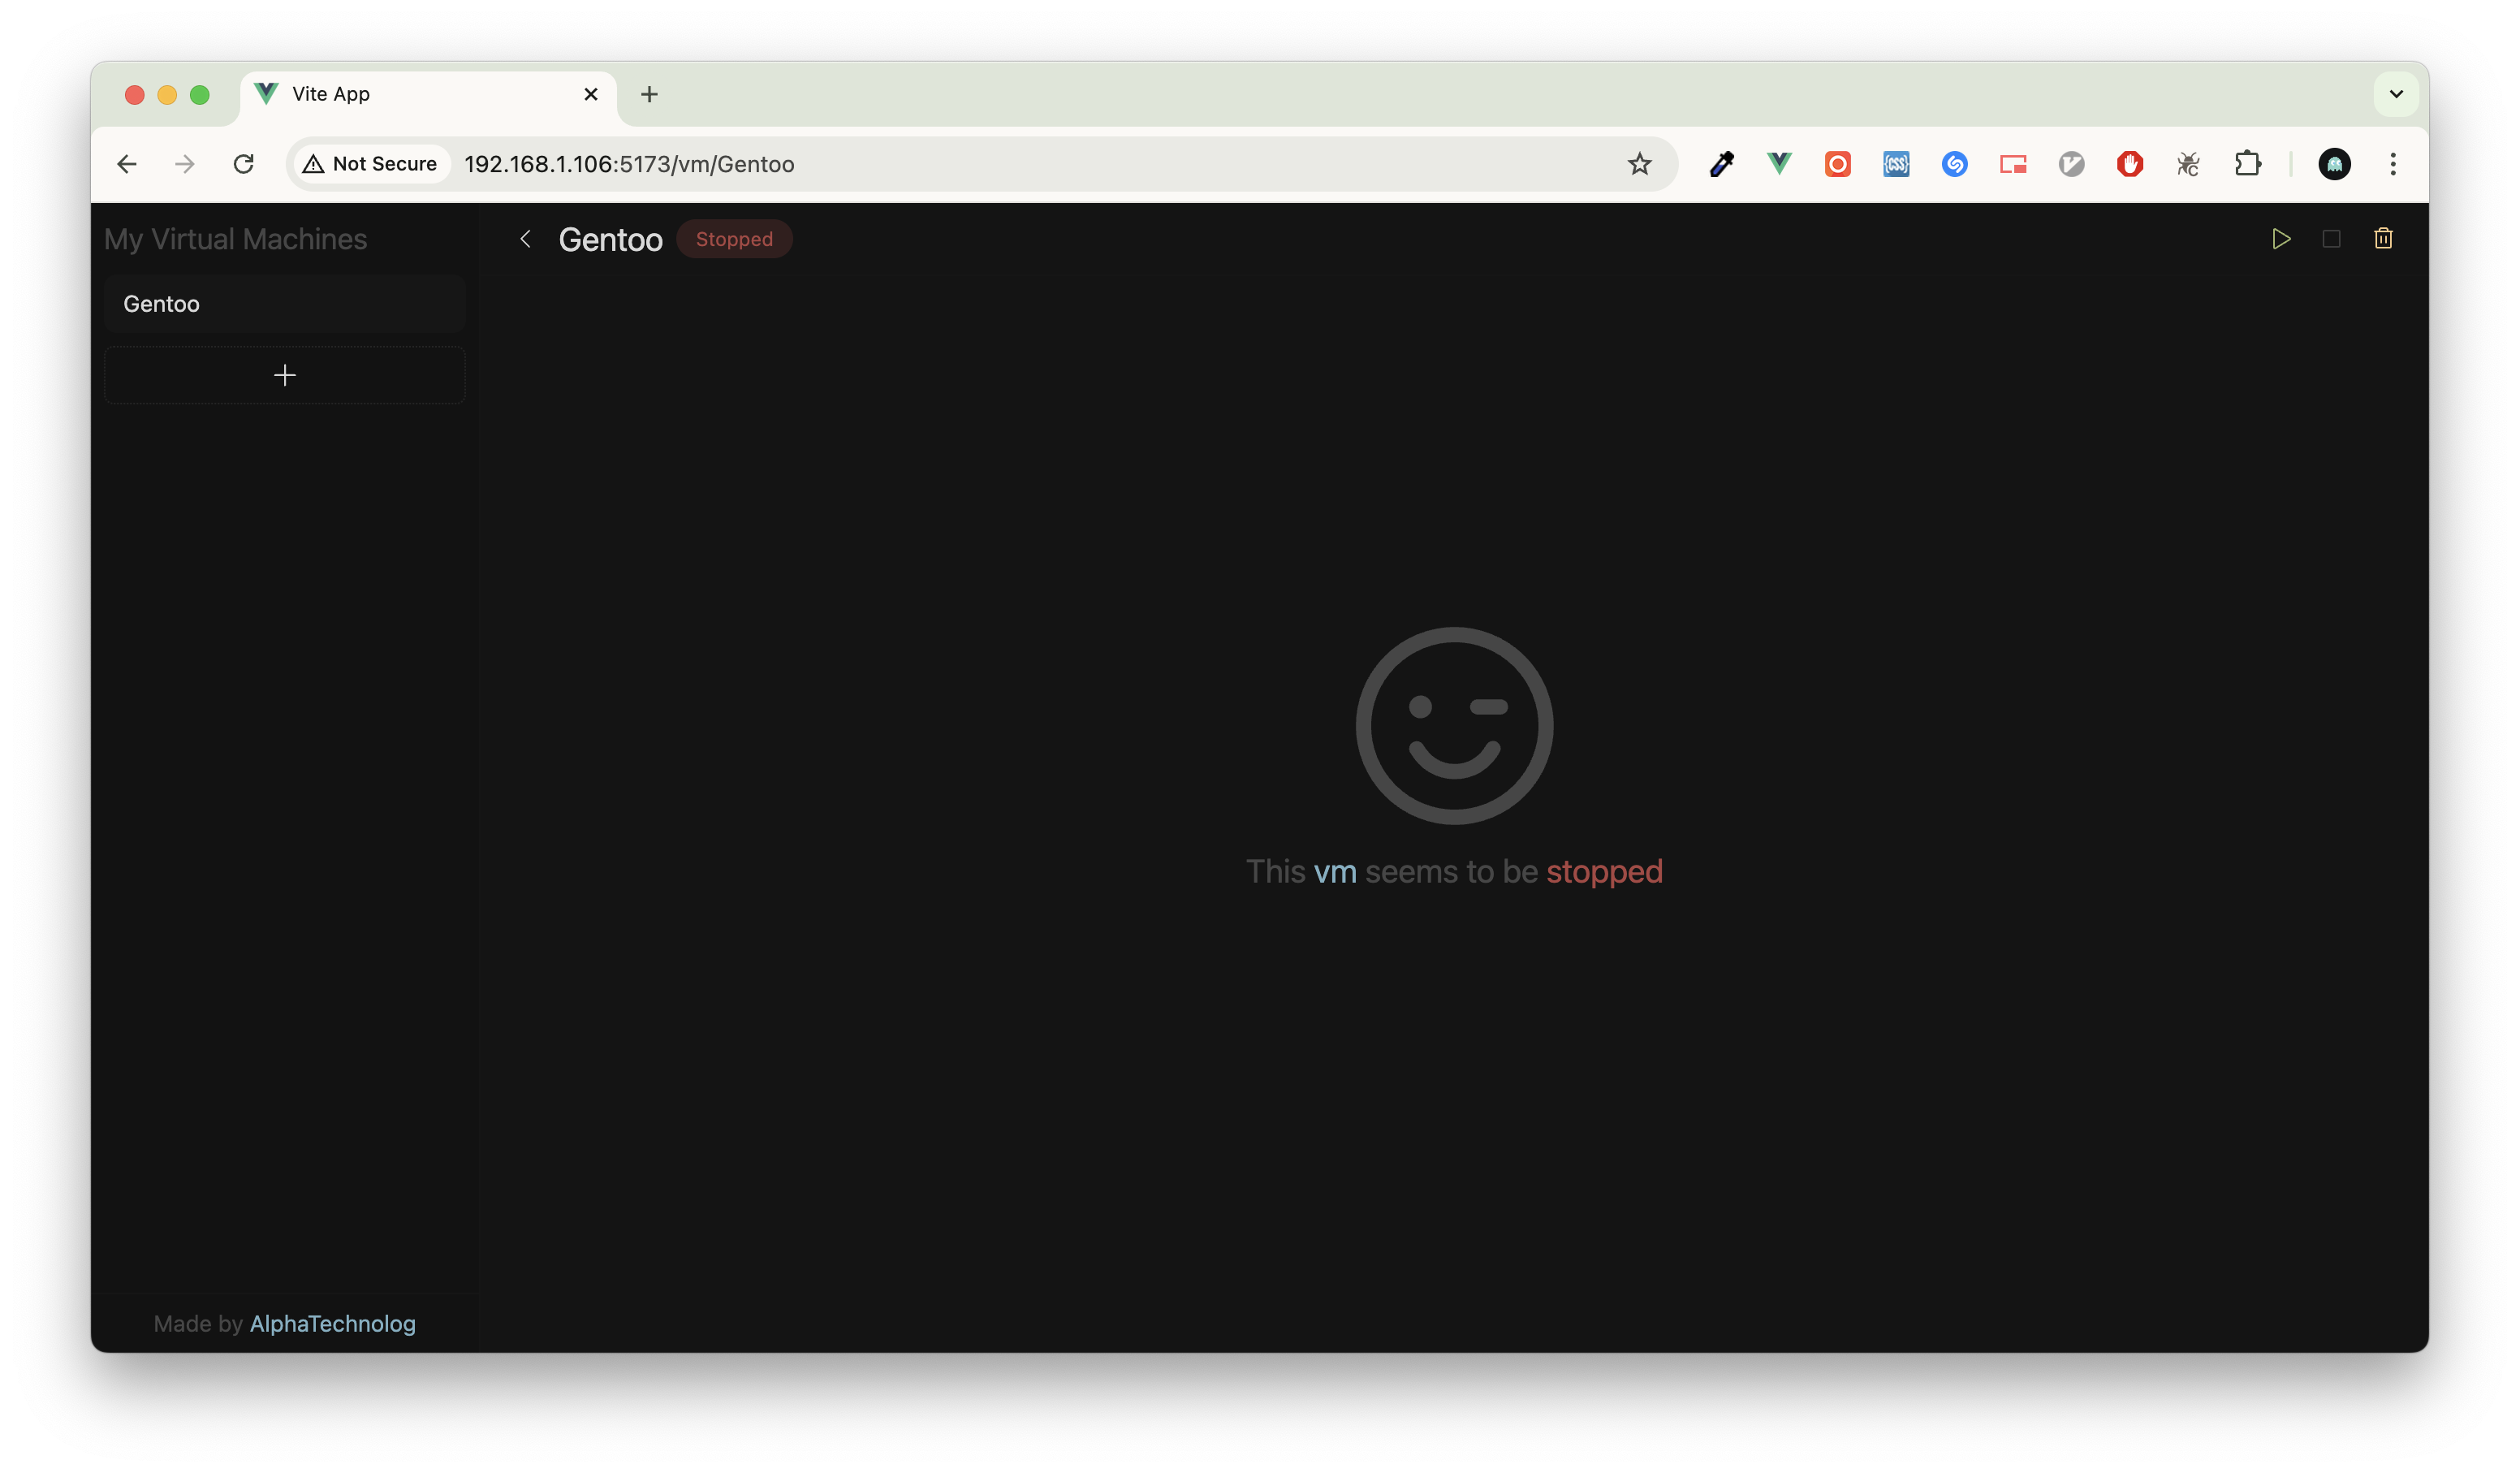 Vite App
Not Secure
192.168.1.106:5173/vm/Gentoo
My Virtual Machines
Gentoo
Gentoo
Stopped
This vm seems to be stopped
Made by AlphaTechnolog